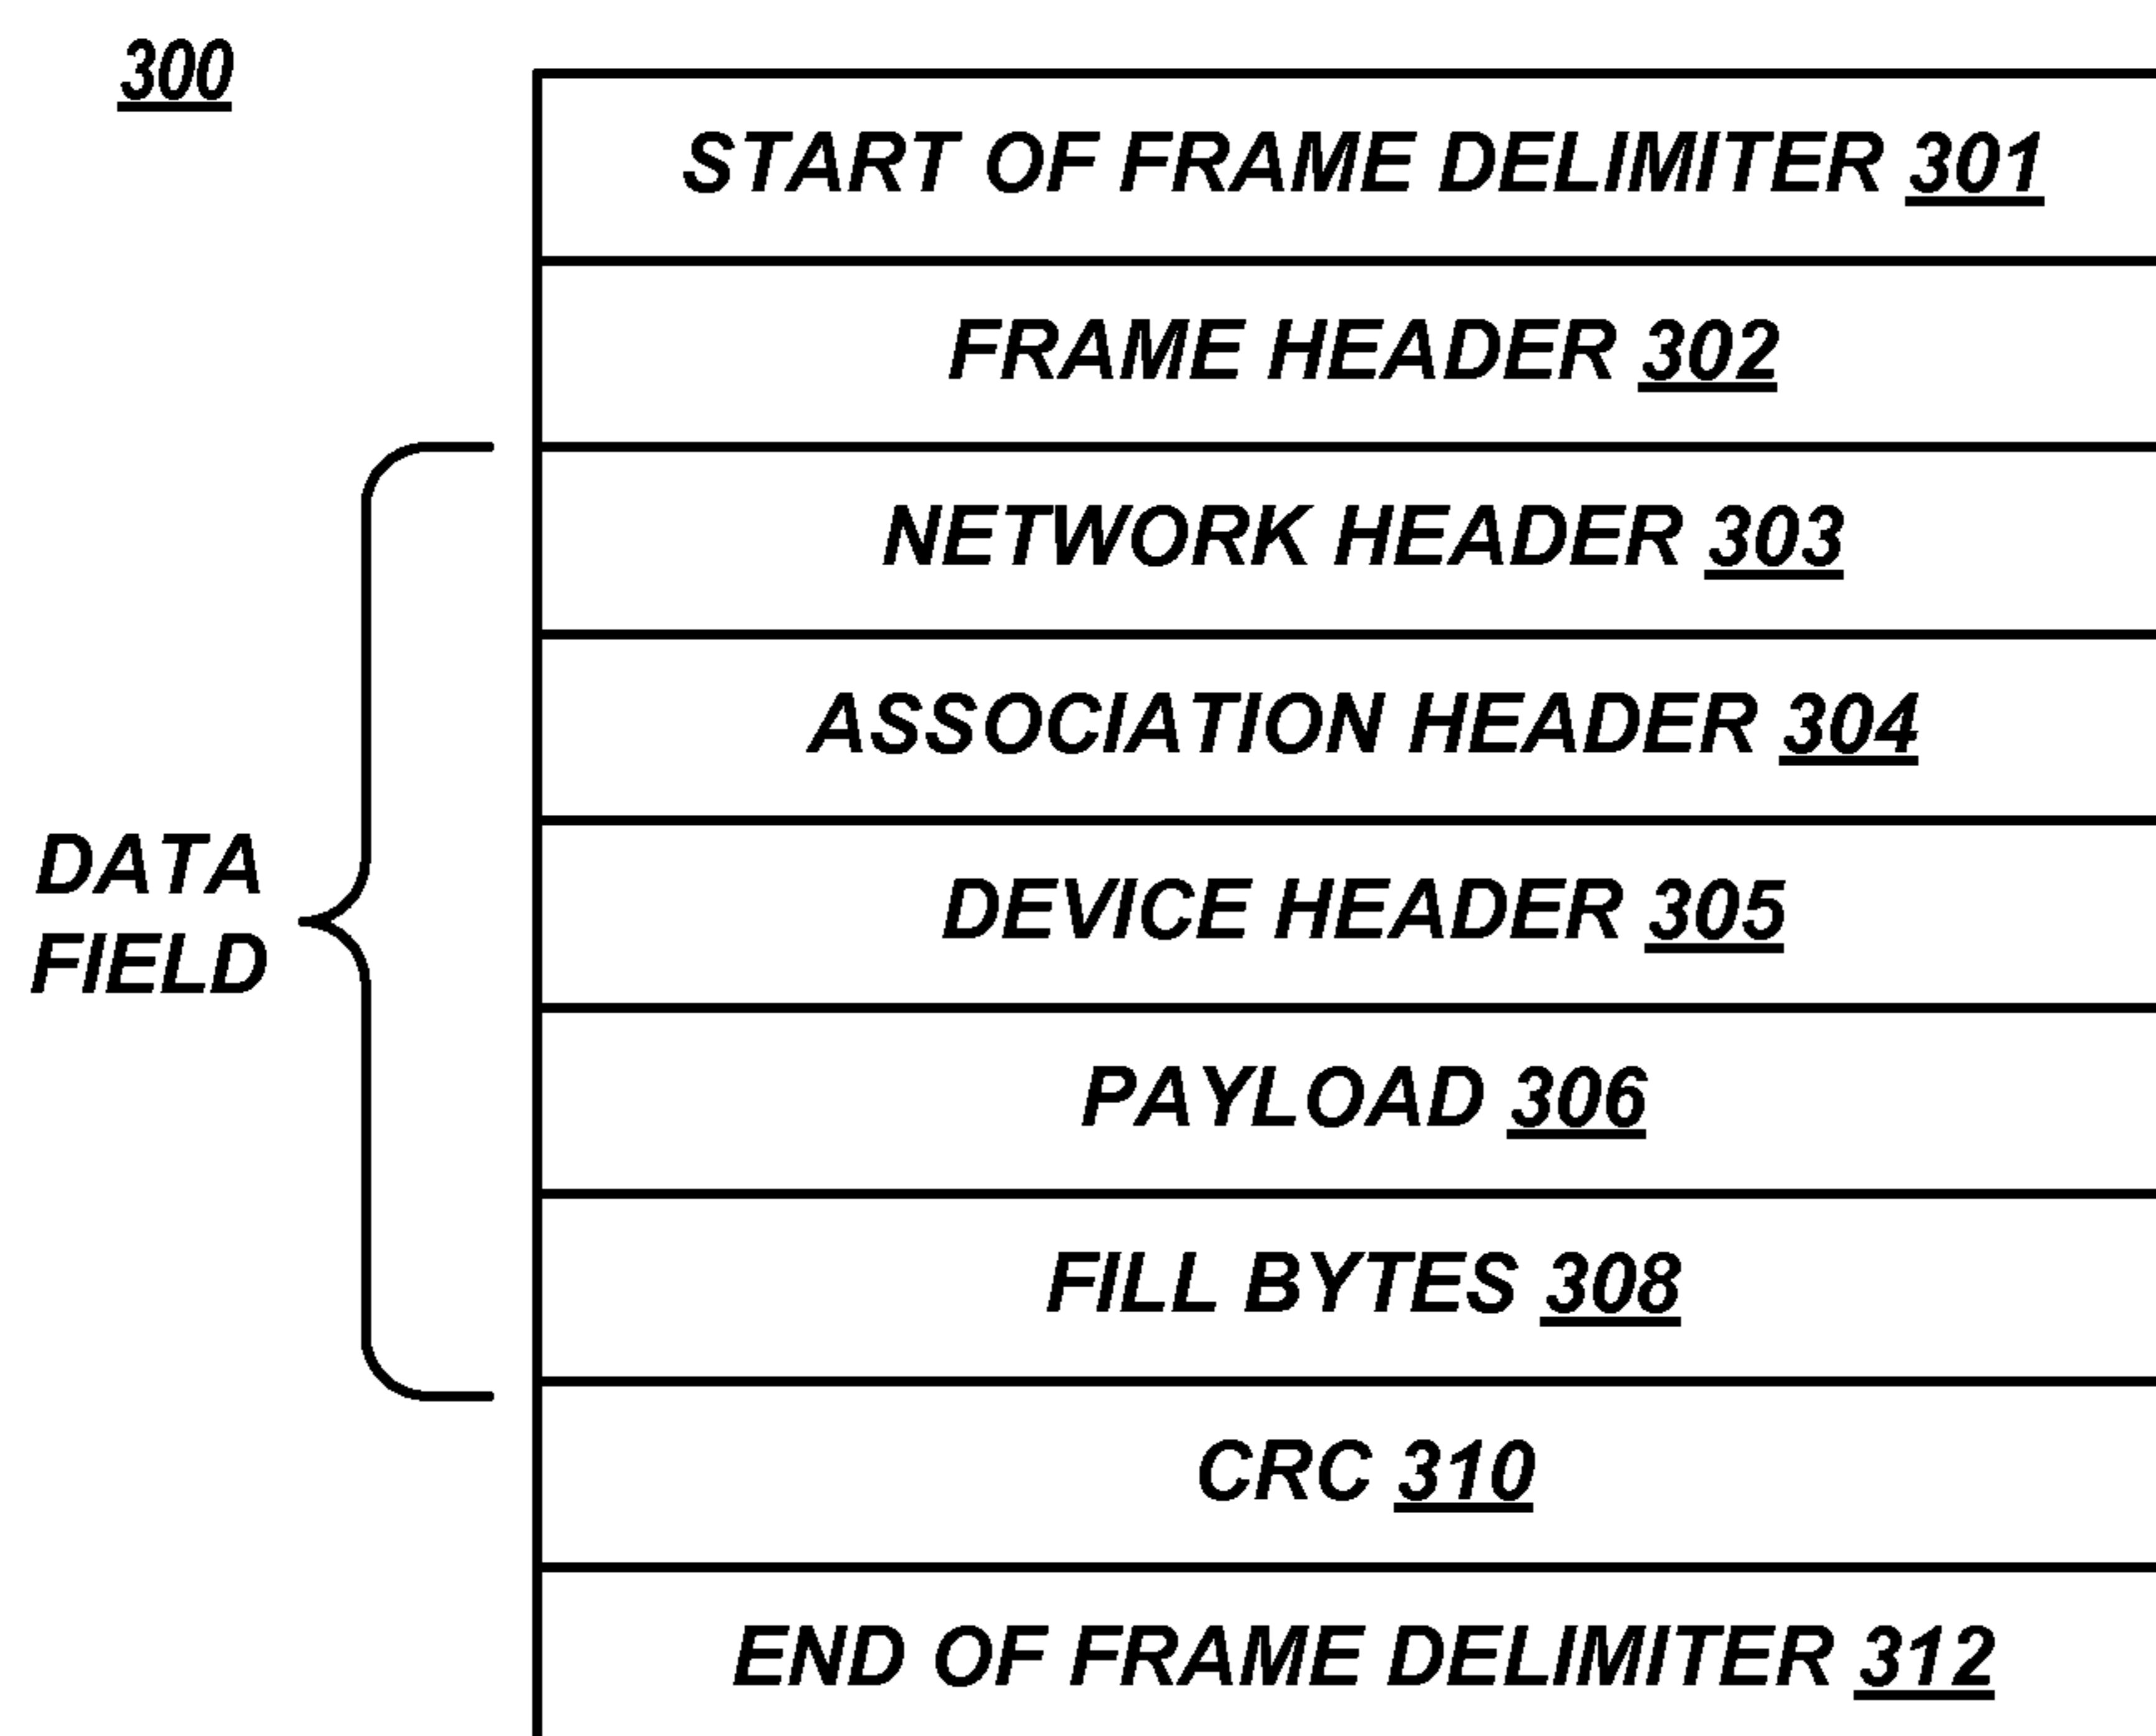 300
START OF FRAME DELIMITER 301
FRAME HEADER 302
NETWORK HEADER 303
ASSOCIATION HEADER 304
DATA
FIELD
DEVICE HEADER 305
PAYLOAD 306
FILL BYTES 308
CRC 310
END OF FRAME DELIMITER 312